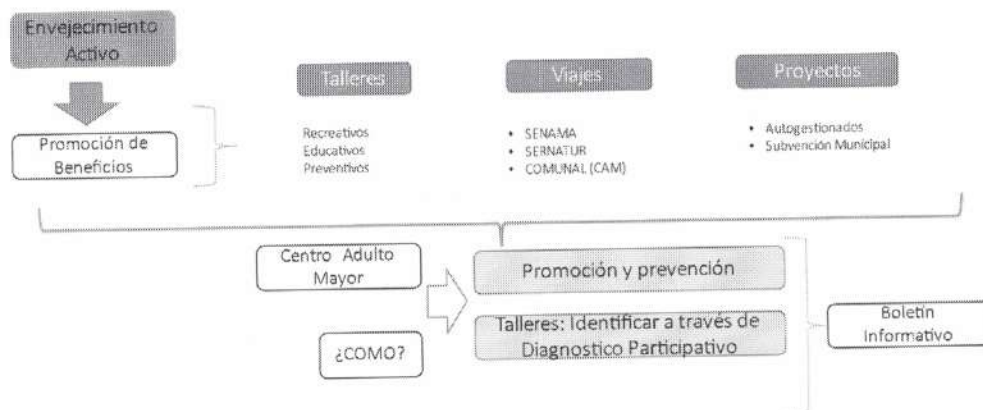 Envejecimiento
Activo
Promoción de
Beneficios
Talleres
Recreativos
Educativos
Preventivos
Viajes
• SENAMA
• SERNATUR
• COMUNAL (CAM)
Proyectos
• Autogestionados
• Subvención Municipal
Centro Adulto
Mayor
¿COMO?
Promoción y prevención
Talleres: Identificar a través de
Diagnostico Participativo
Boletín
Informativo